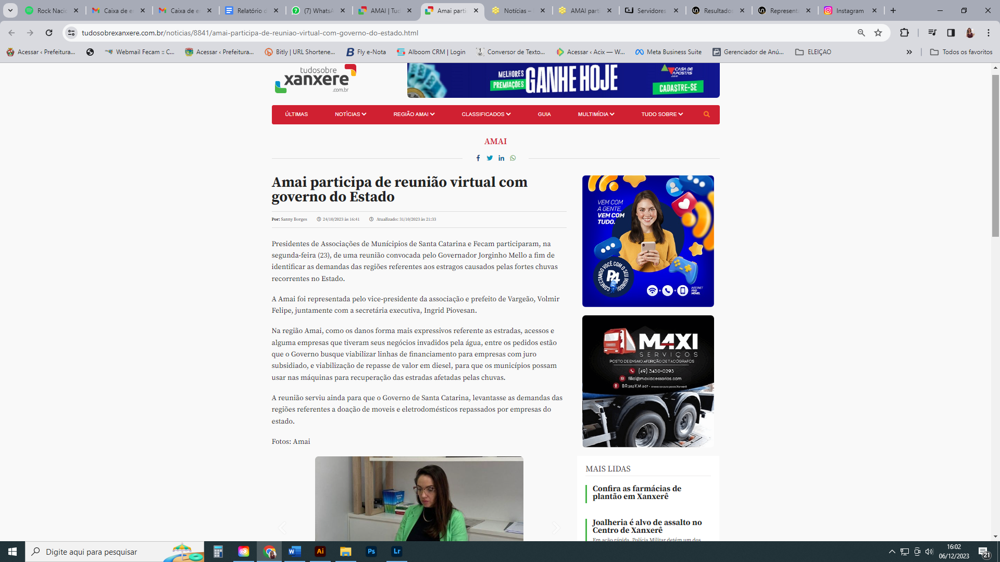 Rock Naci
Caixa de e
Caixa de e
Relatório d
(7) WhatsA
AMAI | Tud
Amai parti
Notícias –
AMAI part
Servidores
Resultados
Representa
Instagram
tudosobrexanxere.com.br/noticias/8841/amai-participa-de-reuniao-virtual-com-governo-do-estado.html
Acessar ‹ Prefeitura...
Webmail Fecam :: C...
Acessar ‹ Prefeitura...
Bitly | URL Shortene...
Fly e-Nota
Alboom CRM | Login
Conversor de Texto...
Acessar ‹ Acix — W...
Meta Business Suite
Gerenciador de Anú...
ELEIÇAO
Todos os favoritos
tudosobre
xanxere
.com.br
MELHORES
PREMIAÇÕES
GANHE HOJE
CASA DE
APOSTAS
CADASTRE-SE
ÚLTIMAS
NOTÍCIAS
REGIÃO AMAI
CLASSIFICADOS
GUIA
MULTIMÍDIA
TUDO SOBRE
AMAI
Amai participa de reunião virtual com
governo do Estado
Por: Sanny Borges
24/10/2023 às 16:41
Atualizado: 31/10/2023 às 21:33
Presidentes de Associações de Munícipios de Santa Catarina e Fecam participaram, na
segunda-feira (23), de uma reunião convocada pelo Governador Jorginho Mello a fim de
identificar as demandas das regiões referentes aos estragos causados pelas fortes chuvas
recorrentes no Estado.
A Amai foi representada pelo vice-presidente da associação e prefeito de Vargeão, Volmir
Felipe, juntamente com a secretária executiva, Ingrid Piovesan.
Na região Amai, como os danos forma mais expressivos referente as estradas, acessos e
alguma empresas que tiveram seus negócios invadidos pela água, entre os pedidos estão
que o Governo busque viabilizar linhas de financiamento para empresas com juro
subsidiado, e viabilização de repasse de valor em diesel, para que os municípios possam
usar nas máquinas para recuperação das estradas afetadas pelas chuvas.
A reunião serviu ainda para que o Governo de Santa Catarina, levantasse as demandas das
regiões referentes a doação de moveis e eletrodomésticos repassados por empresas do
estado.
Fotos: Amai
VEM COM
A GENTE,
VEM COM
TUDO.
CONECTANDO VOCÊ COM O SEU MUNDO!
P4
INTERNET
FIXO
MÓVEL
MAXI
SERVIÇOS
POSTO DE ENSAIO AFERIÇÃO DE TACÓGRAFOS
(49) 3430-0293
filial@maxiacessorios.com
BR 282 KM 507 - Anexo ao auto posto Xanxerê
MAIS LIDAS
Confira as farmácias de
plantão em Xanxerê
Joalheria é alvo de assalto no
Centro de Xanxerê
Em ação rápida, Polícia Militar detém um dos
Digite aqui para pesquisar
Ai
Ps
Lr
16:02
06/12/2023
21